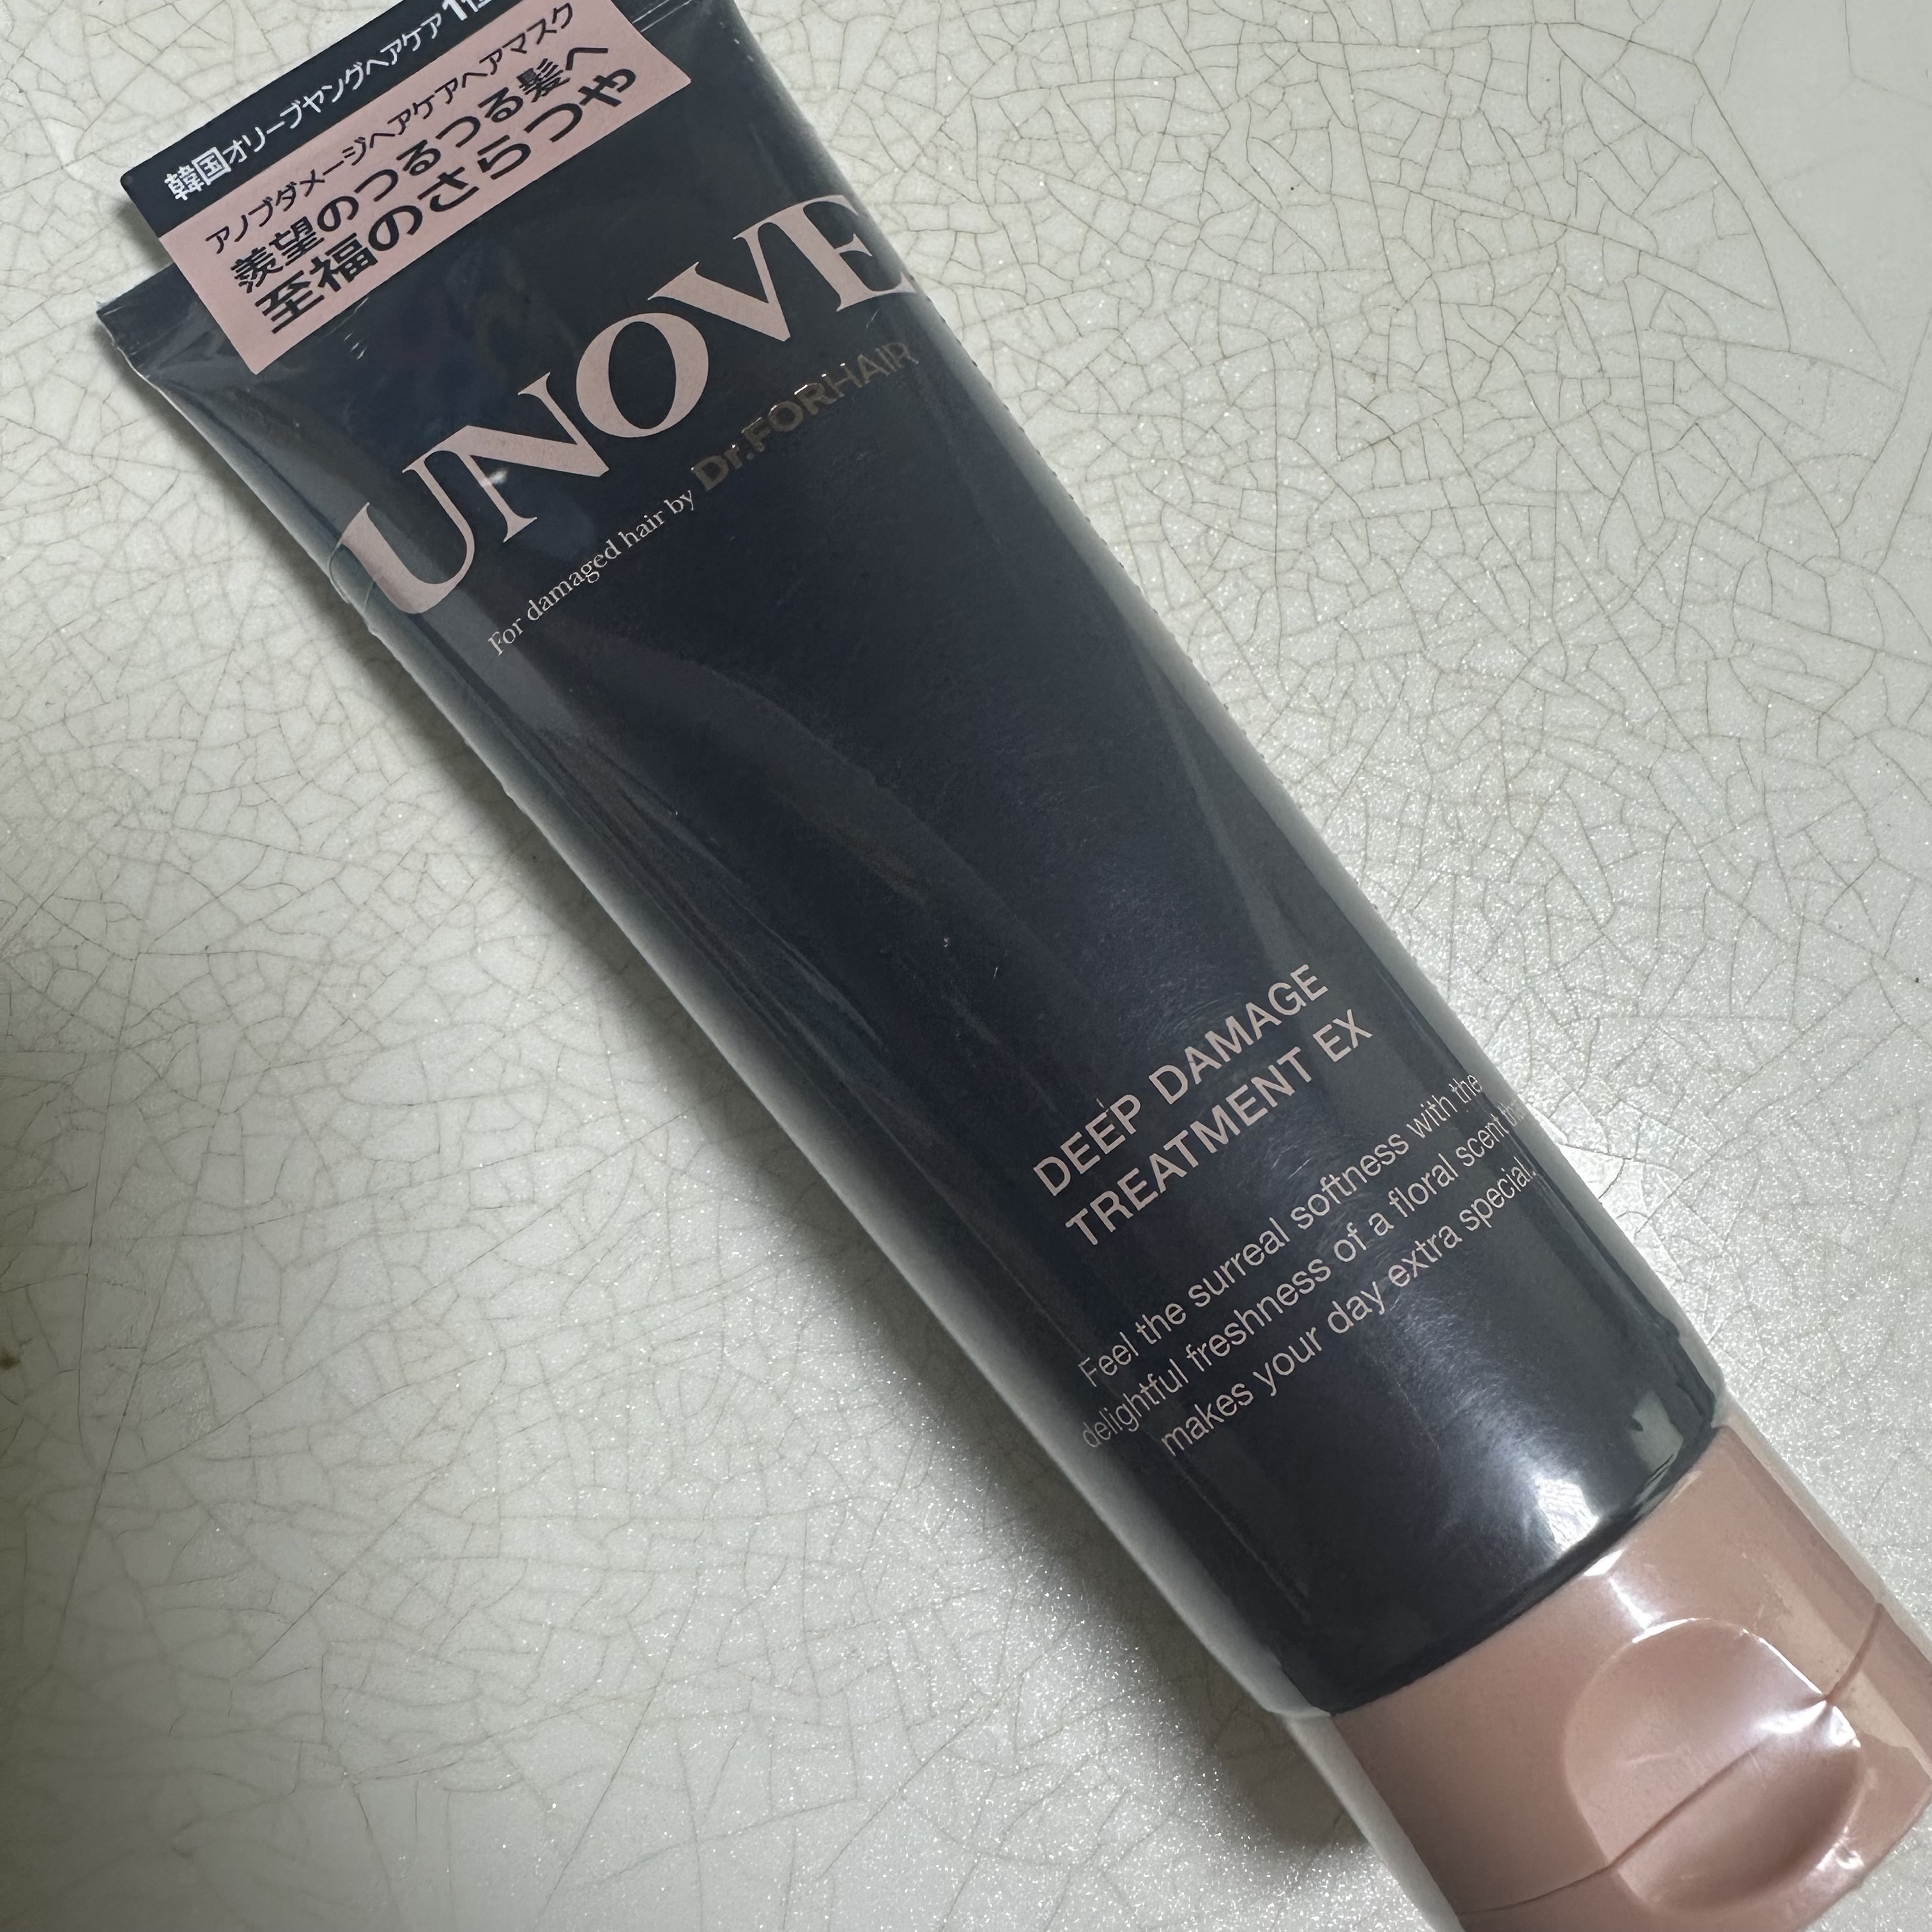 韓国オリーブヤングヘアケア1位
アノブダメージヘアケアヘアマスク
羨望のつるつる髪へ
至福のさらつや
UNOVE
For damaged hair by Dr.FORHAIR
DEEP DAMAGE
TREATMENT EX
Feel the surreal softness with the
delightful freshness of a floral scent
makes your day extra special.